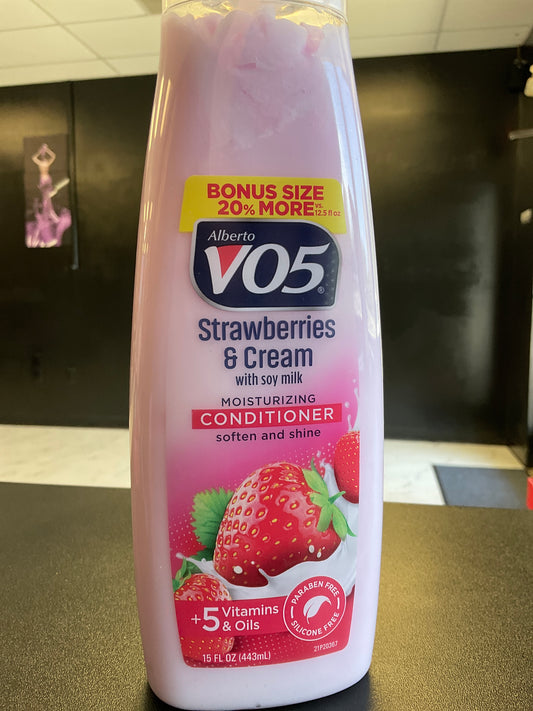 BONUS SIZE
20% MORE vs. 12.5 fl oz
Alberto
VO5®
Strawberries
& Cream
with soy milk
MOISTURIZING
CONDITIONER
soften and shine
+5 Vitamins
& Oils
PARABEN FREE
SILICONE FREE
15 FL OZ (443mL)
21P20367